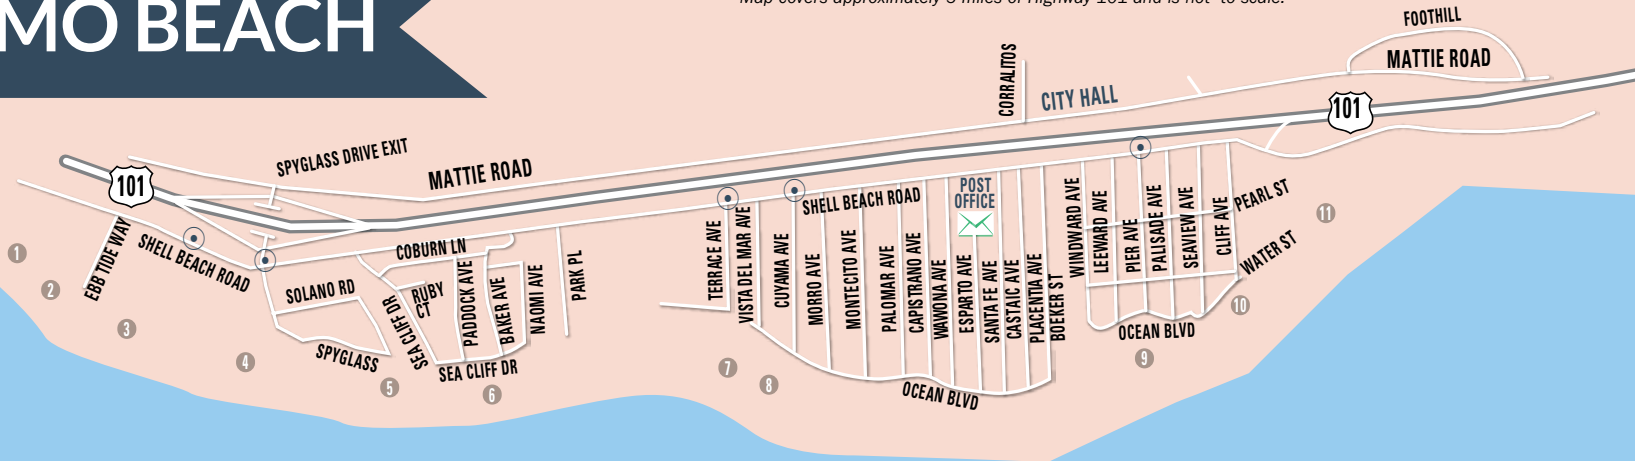 MO BEACH
Map covers approximately 3 miles of Highway 101 and is not to scale.
FOOTHILL
MATTIE ROAD
CORRALITOS
CITY HALL
101
SPYGLASS DRIVE EXIT
MATTIE ROAD
101
SHELL BEACH ROAD
POST
OFFICE
EBB TIDE WAY
SHELL BEACH ROAD
COBURN LN
SOLANO RD
SPYGLASS
SEA CLIFF DR
RUBY
CT
PADDOCK AVE
BAKER AVE
NAOMI AVE
PARK PL
SEA CLIFF DR
TERRACE AVE
VISTA DEL MAR AVE
CUYAMA AVE
MORRO AVE
MONTECITO AVE
PALOMAR AVE
CAPISTRANO AVE
WAWONA AVE
ESPARTO AVE
SANTA FE AVE
CASTAIC AVE
PLACENTIA AVE
BOEKER ST
WINDWARD AVE
LEEWARD AVE
PIER AVE
PALISADE AVE
SEAVIEW AVE
CLIFF AVE
PEARL ST
WATER ST
OCEAN BLVD
OCEAN BLVD
1
2
3
4
5
6
7
8
9
10
11